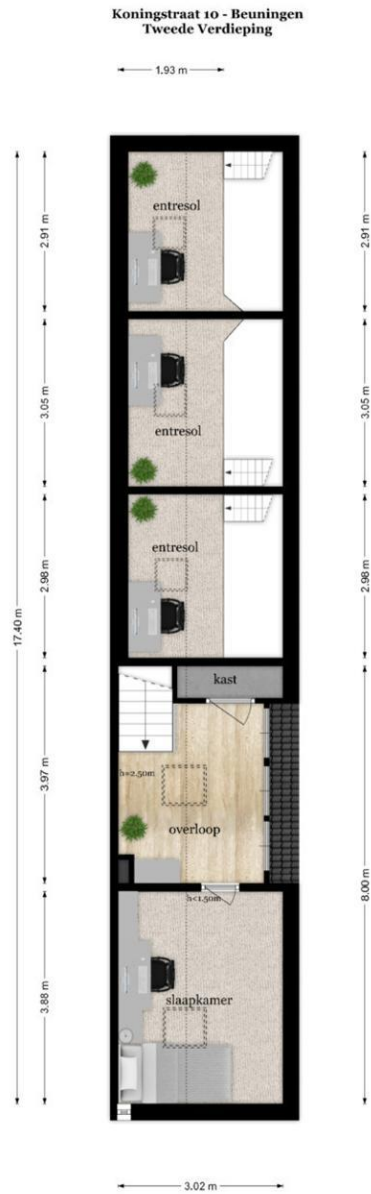 Koningstraat 10 - Beuningen
Tweede Verdieping
1.93 m
entresol
2.91 m
2.91 m
3.05 m
3.05 m
entresol
entresol
2.98 m
2.98 m
17.40 m
kast
h=2.50m
3.97 m
overloop
8.00 m
h<1.50m
3.88 m
slaapkamer
3.02 m